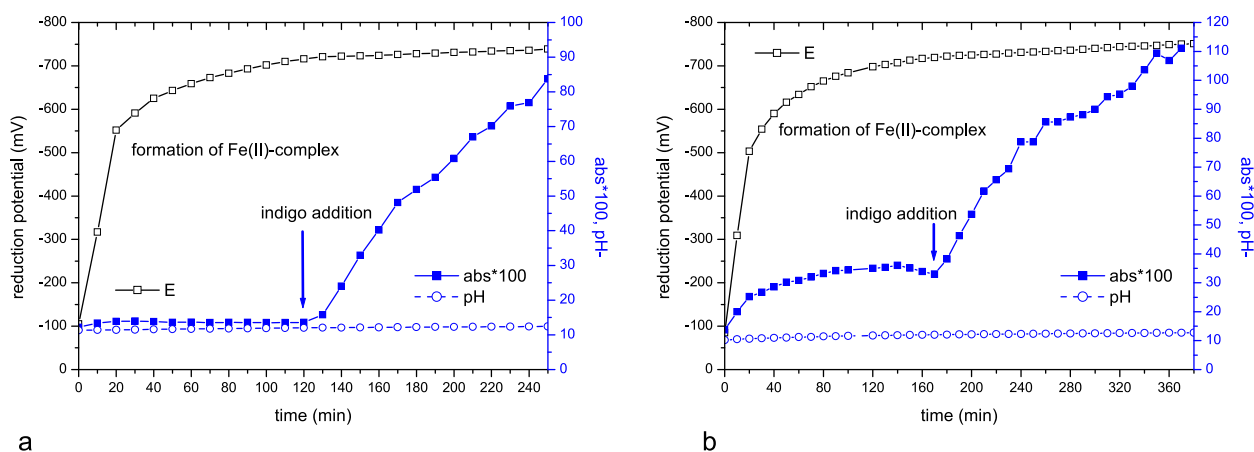 -800
-700
-600
-500
-400
-300
-200
-100
0
reduction potential (mV)
0 20 40 60 80 100 120 140 160 180 200 220 240
time (min)
100
90
80
70
60
50
40
30
20
10
0
abs*100, pH-
formation of Fe(II)-complex
indigo addition
E
abs*100
pH
a
-800
-700
-600
-500
-400
-300
-200
-100
0
reduction potential (mV)
0 40 80 120 160 200 240 280 320 360
time (min)
120
110
100
90
80
70
60
50
40
30
20
10
0
abs*100, pH-
E
formation of Fe(II)-complex
indigo addition
abs*100
pH
b